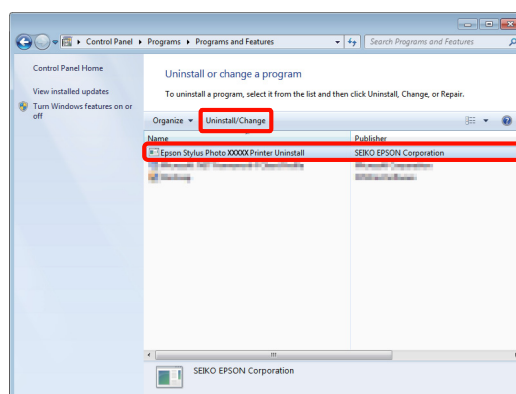 Control Panel ▸ Programs ▸ Programs and Features
Search Programs and Features
Control Panel Home
View installed updates
Turn Windows features on or
off
Uninstall or change a program
To uninstall a program, select it from the list and then click Uninstall, Change, or Repair.
Organize
Uninstall/Change
Name
Publisher
Epson Stylus Photo XXXXX Printer Uninstall
SEIKO EPSON Corporation
SEIKO EPSON Corporation